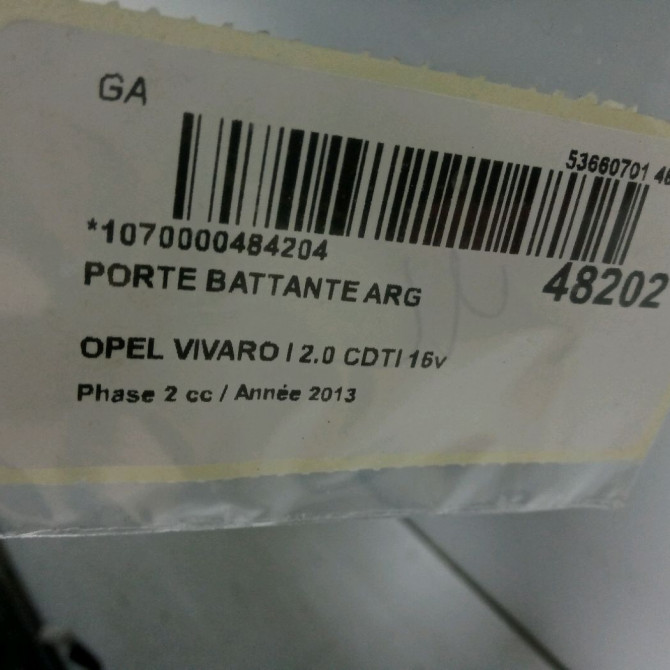 GA
53660701 46
*1070000484204
48202
PORTE BATTANTE ARG
OPEL VIVARO I 2.0 CDTI 16v
Phase 2 cc / Année 2013